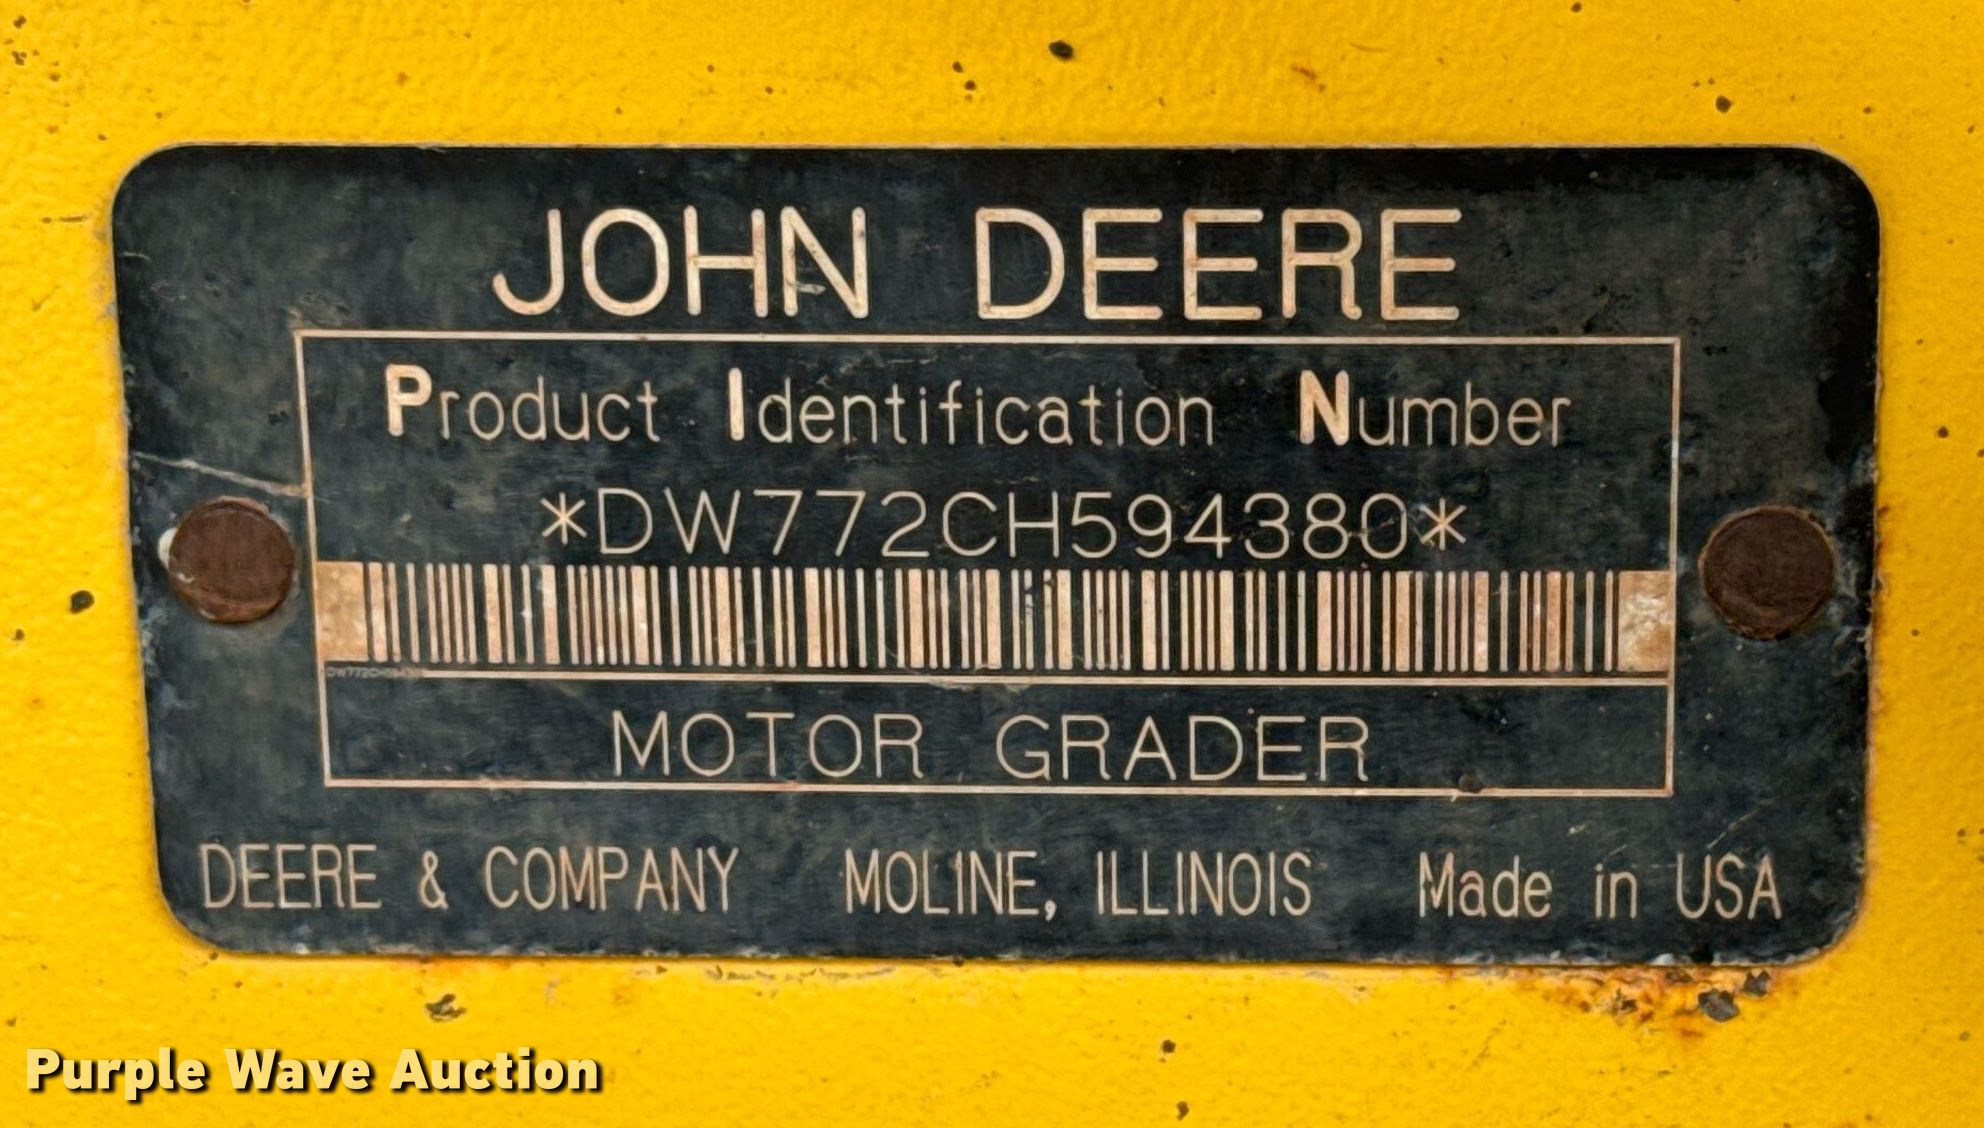 JOHN DEERE
Product Identification Number
*DW772CH594380*
MOTOR GRADER
DEERE & COMPANY MOLINE, ILLINOIS Made in USA
Purple Wave Auction